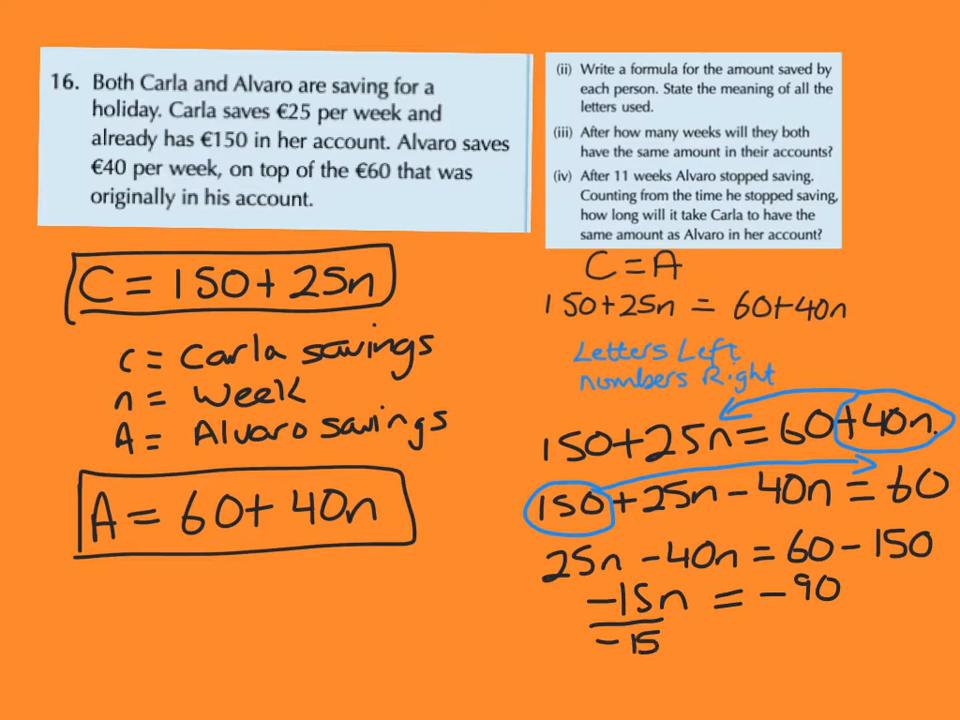 16. Both Carla and Alvaro are saving for a
holiday. Carla saves €25 per week and
already has €150 in her account. Alvaro saves
€40 per week, on top of the €60 that was
originally in his account.
(ii) Write a formula for the amount saved by
each person. State the meaning of all the
letters used.
(iii) After how many weeks will they both
have the same amount in their accounts?
(iv) After 11 weeks Alvaro stopped saving.
Counting from the time he stopped saving,
how long will it take Carla to have the
same amount as Alvaro in her account?
C = 150 + 25n
C = Carla savings
n = Week
A = Alvaro savings
A = 60 + 40n
C = A
150 + 25n = 60 + 40n
Letters Left
numbers Right
150 + 25n = 60 + 40n
150 + 25n - 40n = 60
25n - 40n = 60 - 150
-15n = -90
-15